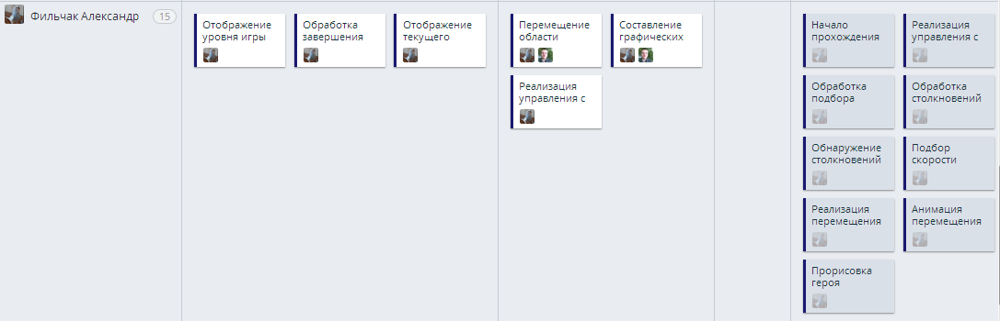 Фильчак Александр
15
Отображение
уровня игры
Обработка
завершения
Отображение
текущего
Перемещение
области
Составление
графических
Реализация
управления с
Начало
прохождения
Реализация
управления с
Обработка
подбора
Обработка
столкновений
Обнаружение
столкновений
Подбор
скорости
Реализация
перемещения
Анимация
перемещения
Прорисовка
героя